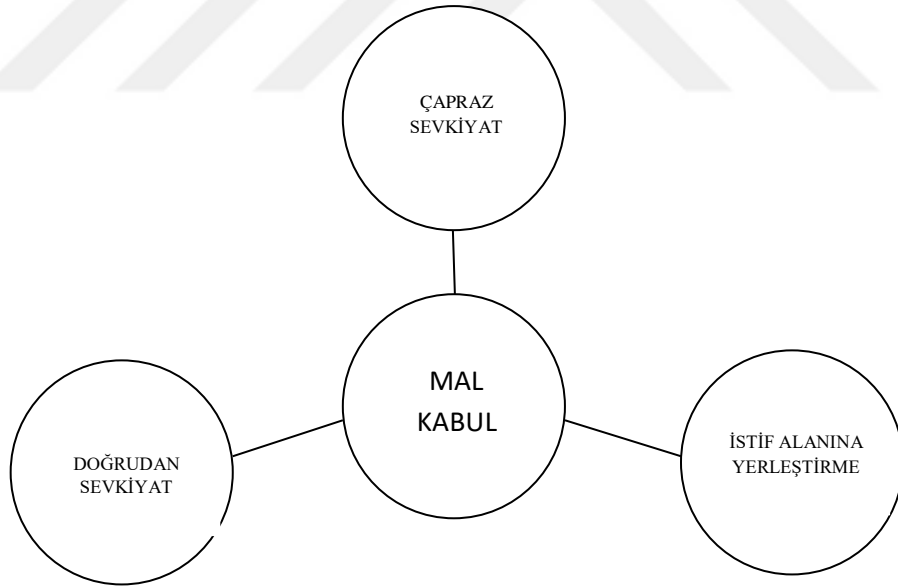 ÇAPRAZ
SEVKİYAT
MAL
KABUL
DOĞRUDAN
SEVKİYAT
İSTİF ALANINA
YERLEŞTİRME